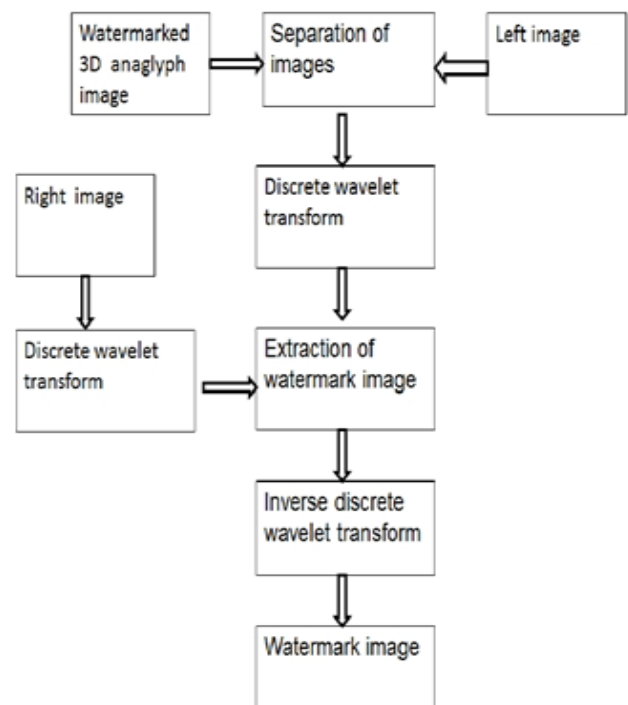 Watermarked
3D anaglyph
image
Separation of
images
Left image
Discrete wavelet
transform
Right image
Discrete wavelet
transform
Extraction of
watermark image
Inverse discrete
wavelet transform
Watermark image